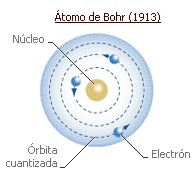 Átomo de Bohr (1913)
Núcleo
Órbita
cuantizada
Electrón